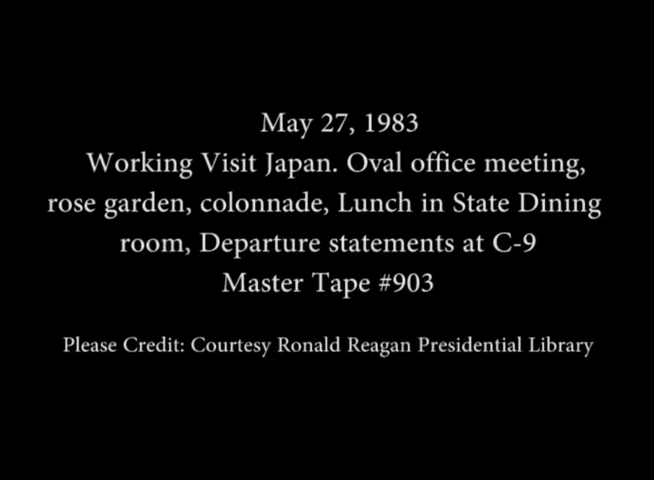 May 27, 1983
Working Visit Japan. Oval office meeting,
rose garden, colonnade, Lunch in State Dining
room, Departure statements at C-9
Master Tape #903
Please Credit: Courtesy Ronald Reagan Presidential Library